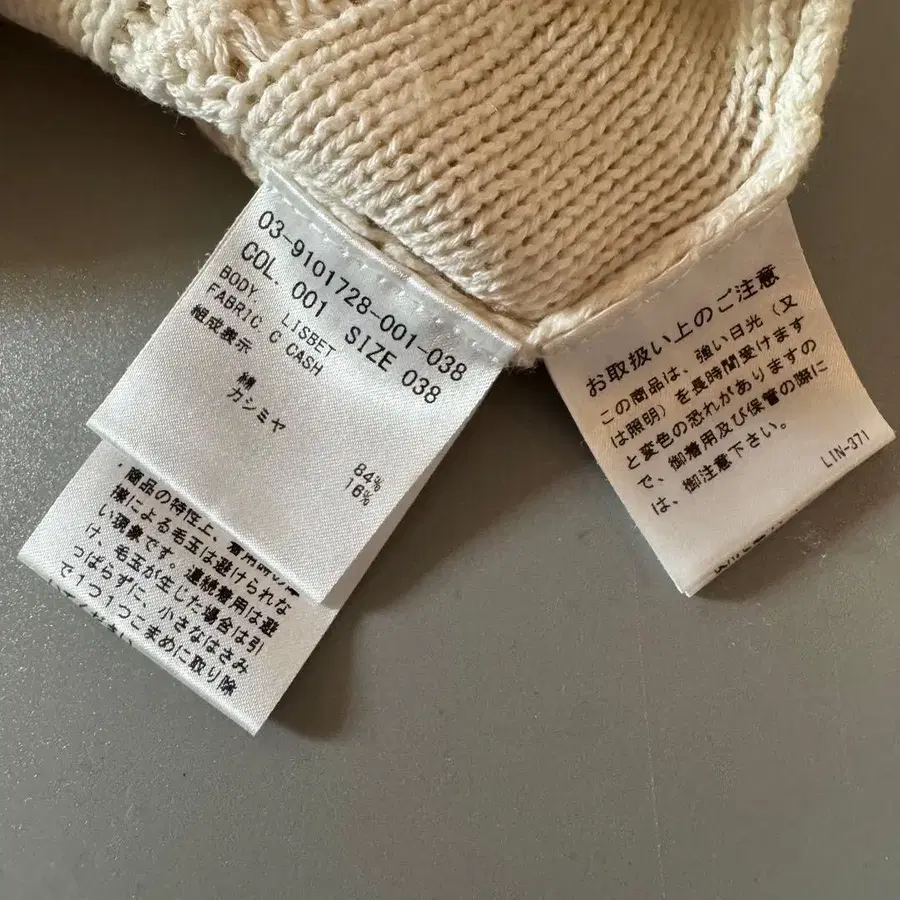 03-9101728-001-038
COL. 001 SIZE 038
BODY. LISBET
FABRIC C CASH
組成表示
綿 84%
カシミヤ 16%
商品の特性上、着用時の
様による毛玉は避けられな
い現象です。連続着用は避
け、毛玉が生じた場合は引
っぱらずに、小さなはさみ
で1つ1つこまめに取り除
ください
お取扱い上のご注意
この商品は、強い日光(又
は照明)を長時間受けます
と変色の恐れがありますの
で、御着用及び保管の際に
は、御注意下さい。
LIN-371